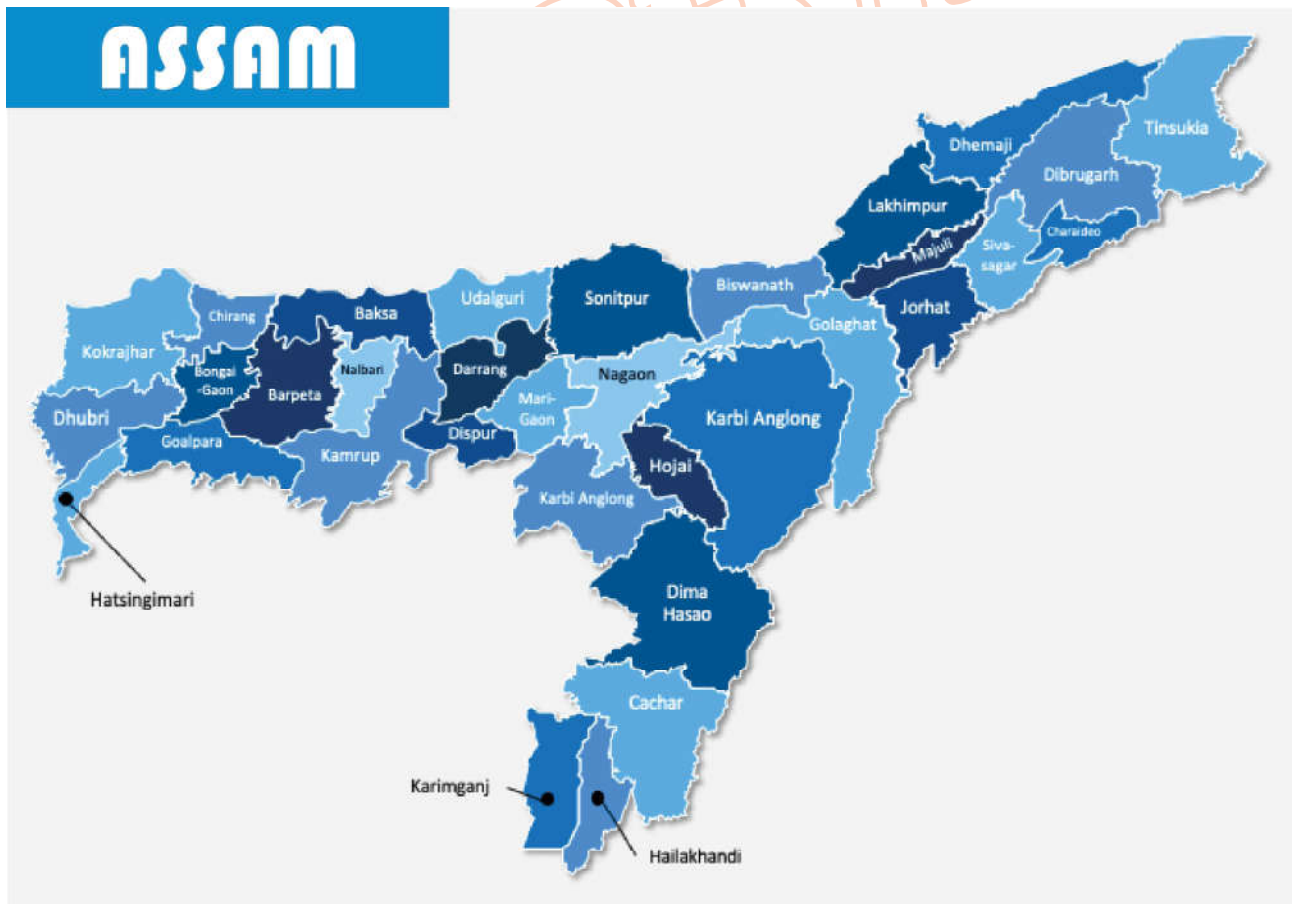 ASSAM
Tinsukia
Dhemaji
Dibrugarh
Lakhimpur
Charaideo
Majuli
Siva-
sagar
Jorhat
Biswanath
Golaghat
Sonitpur
Udalguri
Baksa
Chirang
Kokrajhar
Bongai
-Gaon
Barpeta
Nalbari
Darrang
Nagaon
Mari-
Gaon
Dhubri
Goalpara
Kamrup
Dispur
Karbi Anglong
Hojai
Karbi Anglong
Hatsingimari
Dima
Hasao
Cachar
Karimganj
Hailakhandi